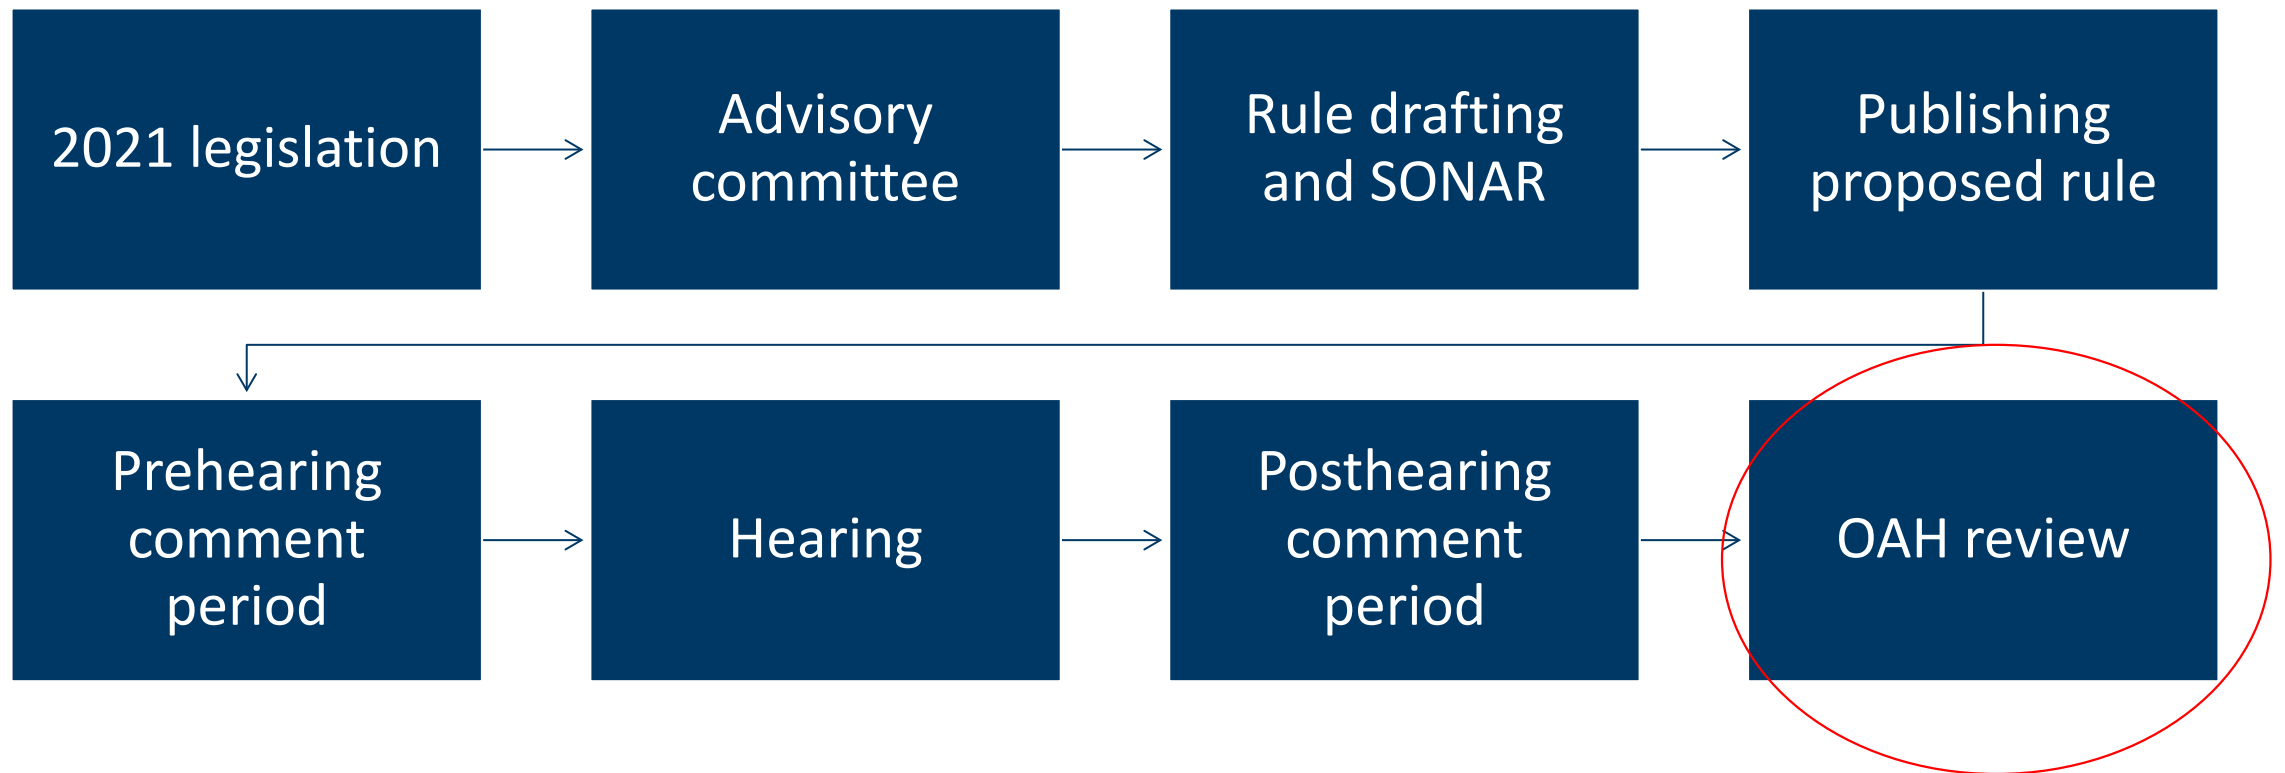 2021 legislation
Advisory
committee
Rule drafting
and SONAR
Publishing
proposed rule
Prehearing
comment
period
Hearing
Posthearing
comment
period
OAH review